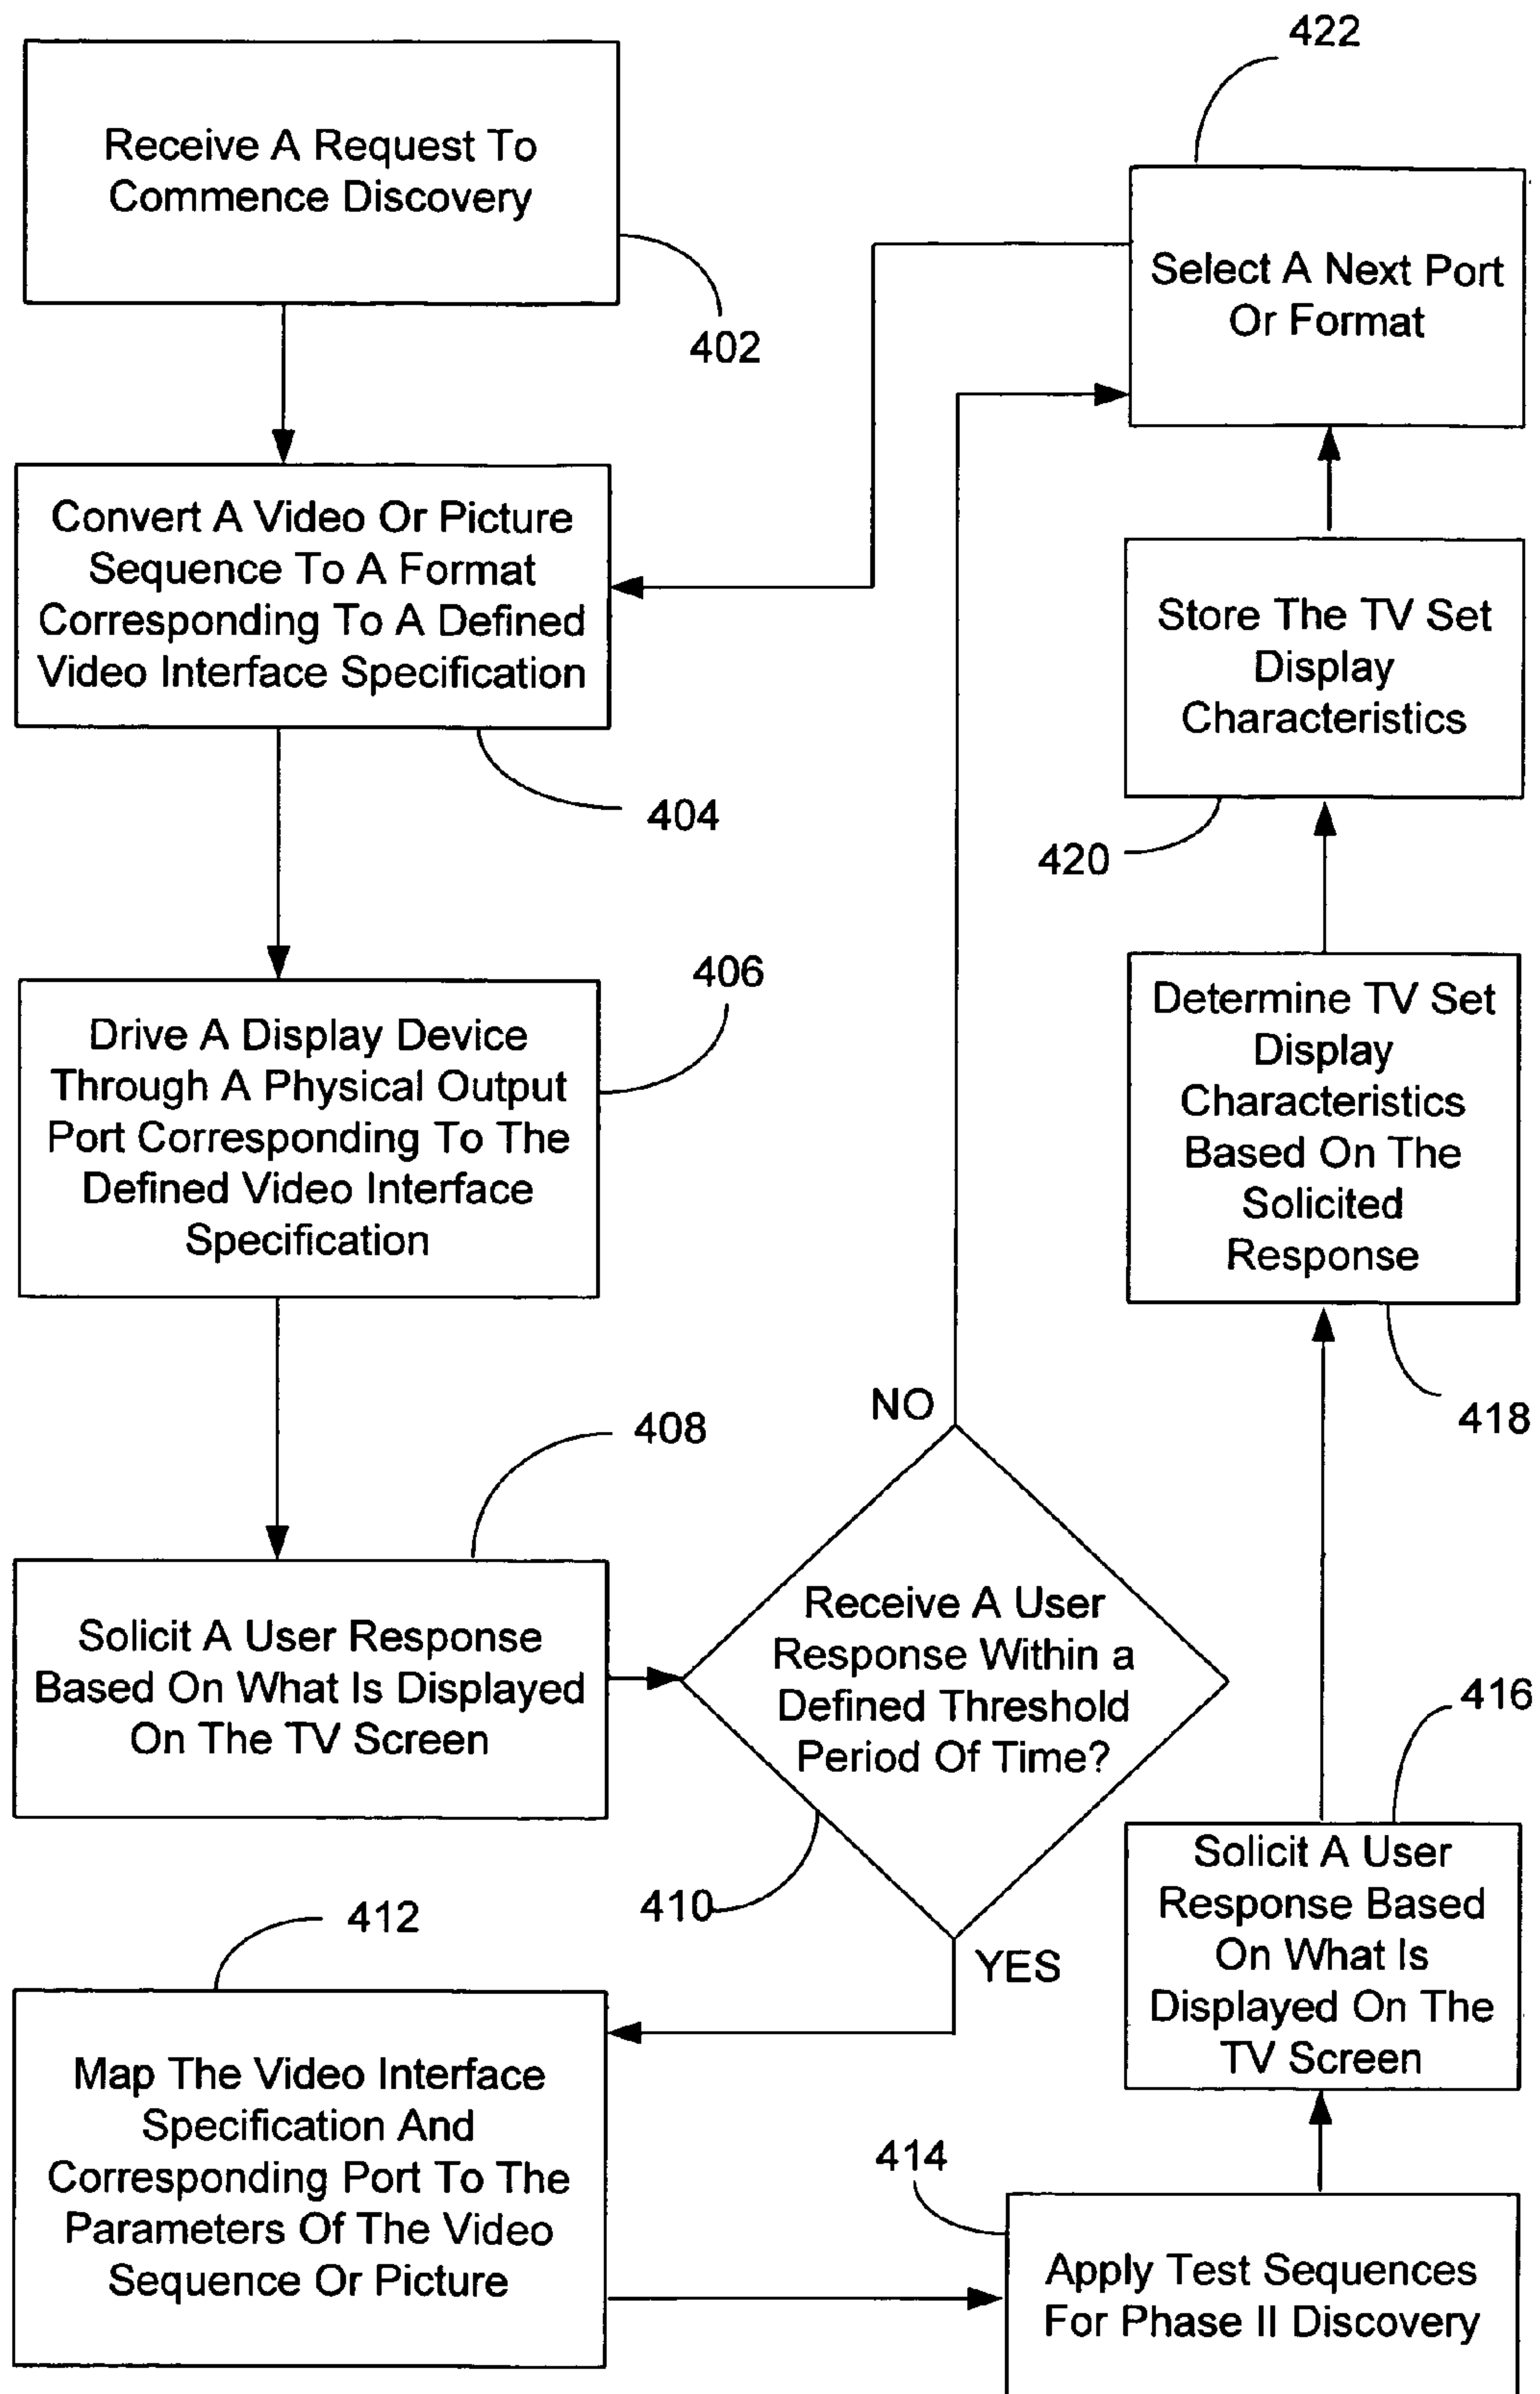 Receive A Request To
Commence Discovery
402
Convert A Video Or Picture
Sequence To A Format
Corresponding To A Defined
Video Interface Specification
404
Drive A Display Device
Through A Physical Output
Port Corresponding To The
Defined Video Interface
Specification
406
Solicit A User Response
Based On What Is Displayed
On The TV Screen
408
Receive A User
Response Within a
Defined Threshold
Period Of Time?
410
NO
YES
Map The Video Interface
Specification And
Corresponding Port To The
Parameters Of The Video
Sequence Or Picture
412
Apply Test Sequences
For Phase II Discovery
414
Solicit A User
Response Based
On What Is
Displayed On The
TV Screen
416
Determine TV Set
Display
Characteristics
Based On The
Solicited
Response
418
Store The TV Set
Display
Characteristics
420
Select A Next Port
Or Format
422